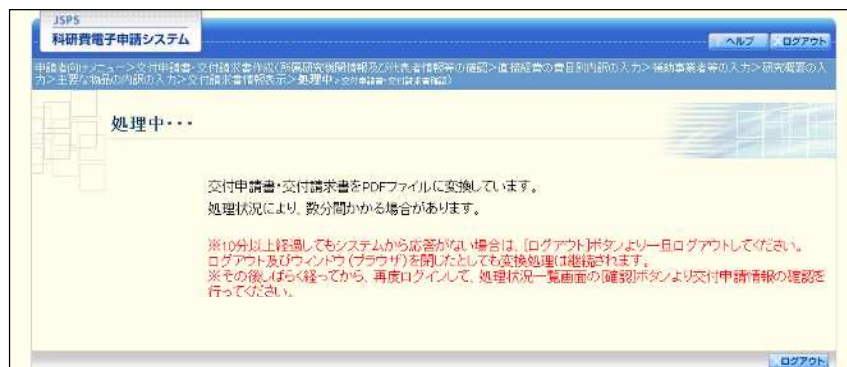 JSPS
科研費電子申請システム
ヘルプ ログアウト
申請者向けメニュー＞交付申請書・交付請求書作成(所属研究機関情報及び代表者情報等の確認＞直接経費の費目別内訳の入力＞補助事業者等の入力＞研究概要の入
力＞主要な物品の内訳の入力＞交付請求書情報表示＞処理中＞交付申請書・交付請求書確認)
処理中・・・
交付申請書・交付請求書をPDFファイルに変換しています。
処理状況により、数分間かかる場合があります。
※10分以上経過してもシステムから応答がない場合は、[ログアウト]ボタンより一旦ログアウトしてください。
ログアウト及びウィンドウ(ブラウザ)を閉じたとしても変換処理は継続されます。
※その後しばらく経ってから、再度ログインして、処理状況一覧画面の[確認]ボタンより交付申請情報の確認を
行ってください。
ログアウト